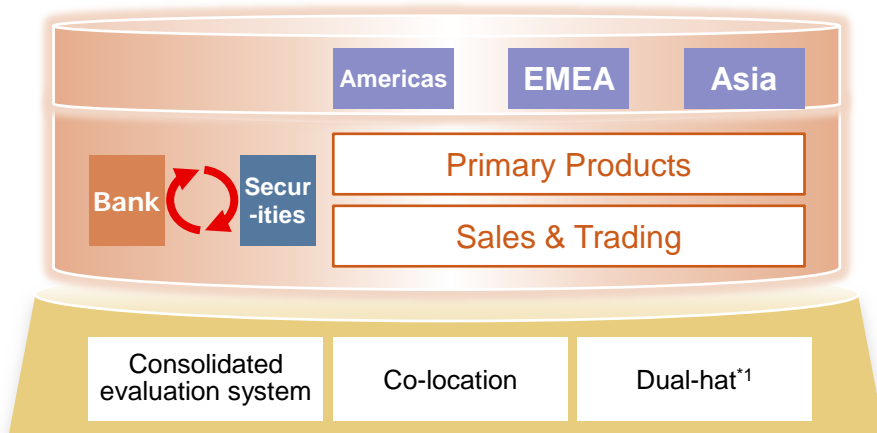 Americas
EMEA
Asia
Bank
Secur
-ities
Primary Products
Sales & Trading
Consolidated
evaluation system
Co-location
Dual-hat*1